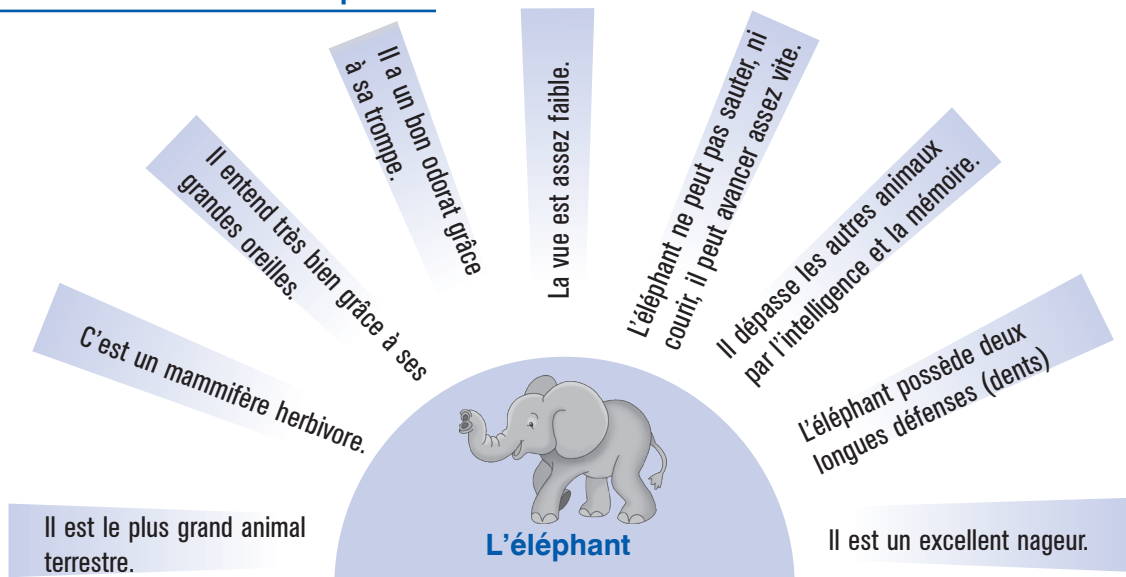 Il est le plus grand animal
terrestre.
C'est un mammifère herbivore.
Il entend très bien grâce à ses
grandes oreilles.
Il a un bon odorat grâce
à sa trompe.
La vue est assez faible.
L'éléphant ne peut pas sauter, ni
courir, il peut avancer assez vite.
Il dépasse les autres animaux
par l'intelligence et la mémoire.
L'éléphant possède deux
longues défenses (dents)
Il est un excellent nageur.
L'éléphant